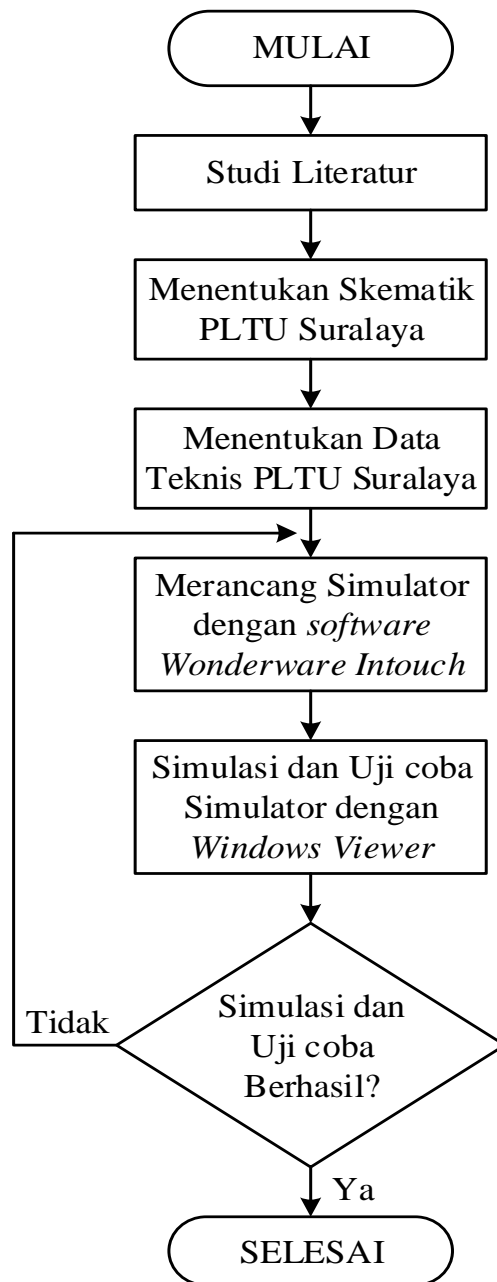 MULAI
Studi Literatur
Menentukan Skematik
PLTU Suralaya
Menentukan Data
Teknis PLTU Suralaya
Merancang Simulator
dengan software
Wonderware Intouch
Simulasi dan Uji coba
Simulator dengan
Windows Viewer
Simulasi dan
Uji coba
Berhasil?
Tidak
Ya
SELESAI